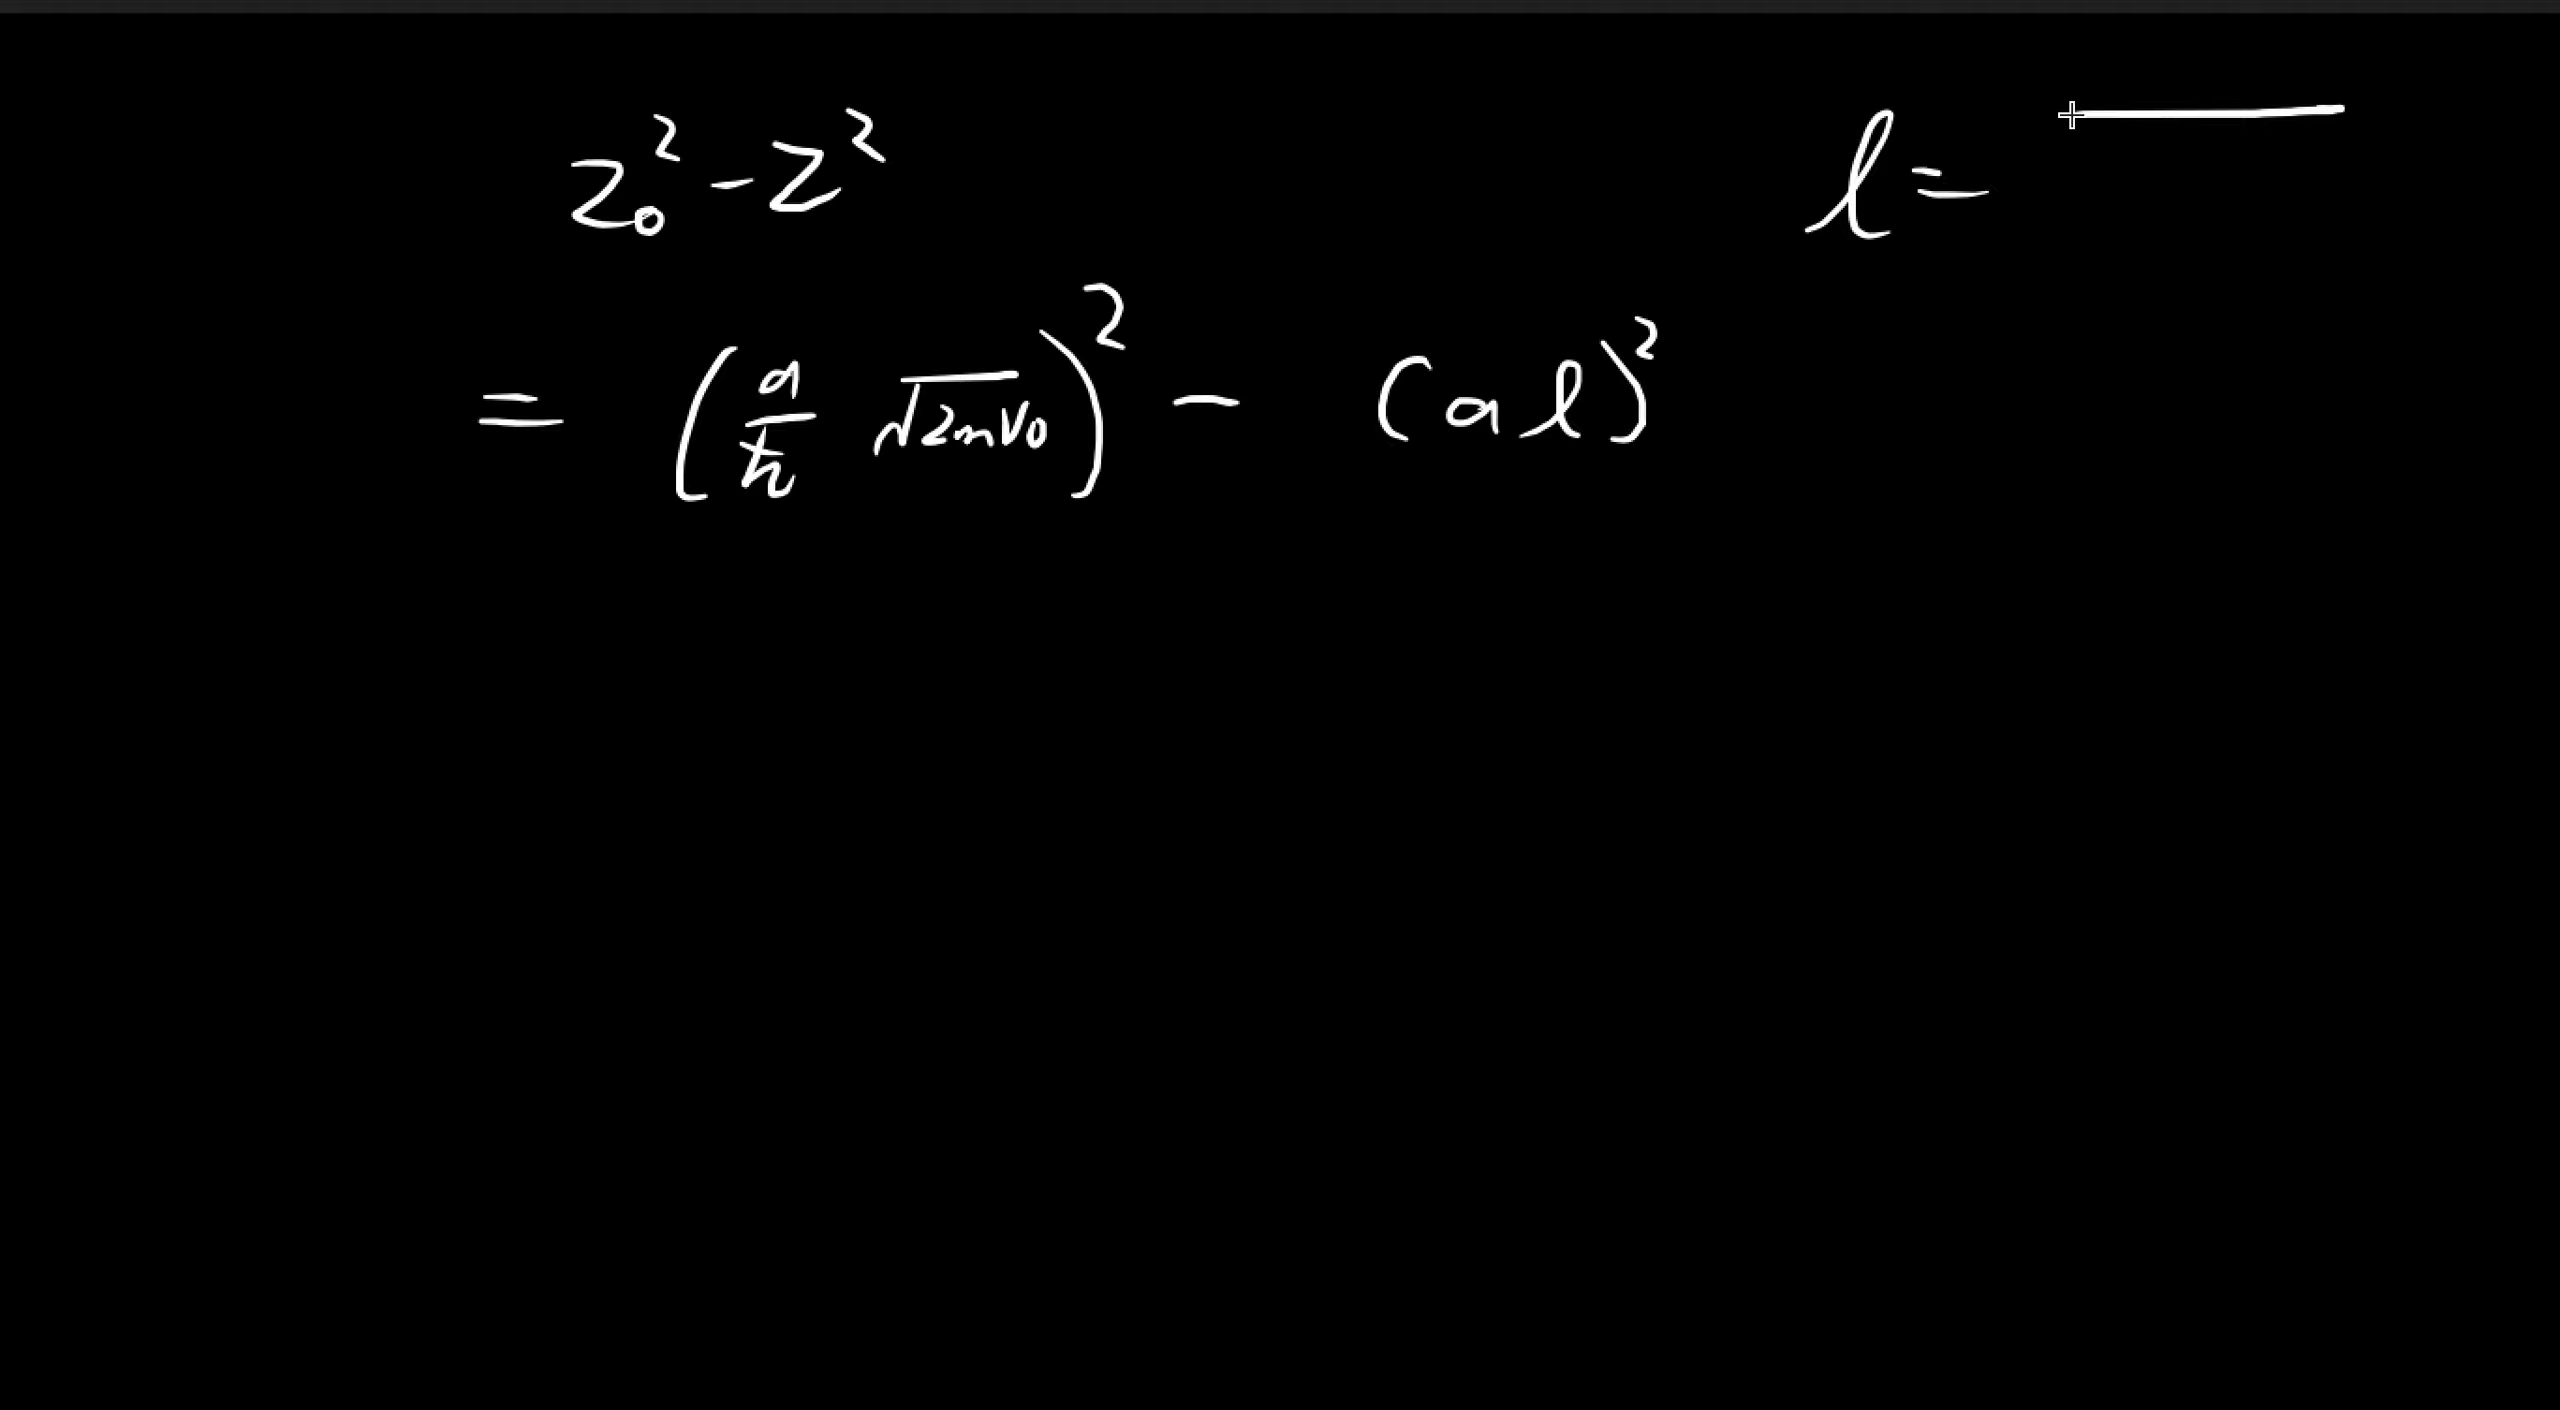 z₀² - z²
l =
= (a/ħ √2mV₀)² - (al)²